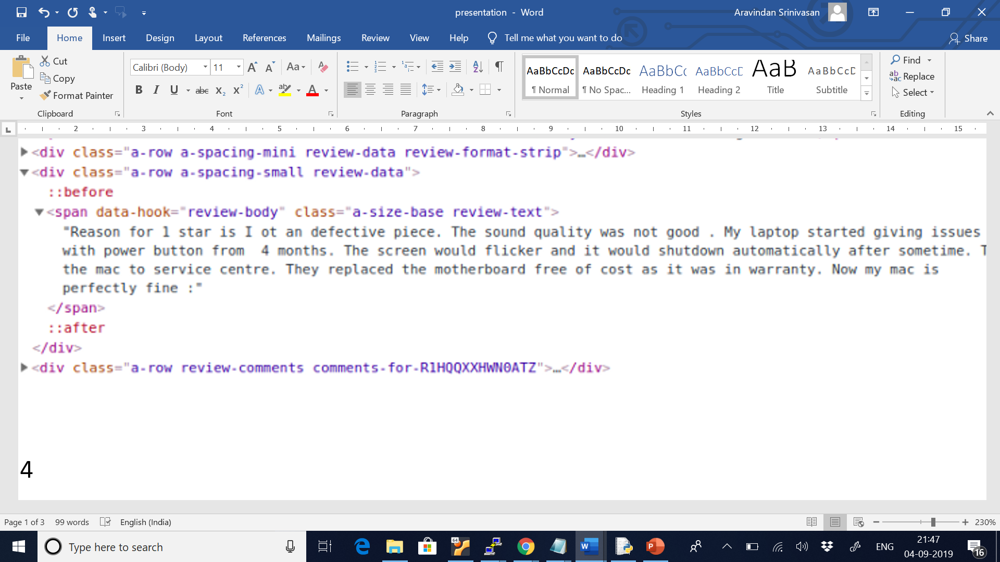 presentation - Word
Aravindan Srinivasan
File Home Insert Design Layout References Mailings Review View Help Tell me what you want to do Share
Paste
Cut
Copy
Format Painter
Clipboard
Calibri (Body) 11
Font
Paragraph
AaBbCcDc AaBbCcDc AaBbCc AaBbCcD AaB AaBbCcD
¶ Normal ¶ No Spac... Heading 1 Heading 2 Title Subtitle
Styles
Find
Replace
Select
Editing
2 3 4 5 6 7 8 9 10 11 12 13 14 15
<div class="a-row a-spacing-mini review-data review-format-strip">…</div>
<div class="a-row a-spacing-small review-data">
::before
<span data-hook="review-body" class="a-size-base review-text">
"Reason for 1 star is I ot an defective piece. The sound quality was not good . My laptop started giving issues
with power button from  4 months. The screen would flicker and it would shutdown automatically after sometime. T
the mac to service centre. They replaced the motherboard free of cost as it was in warranty. Now my mac is
perfectly fine :"
</span>
::after
</div>
<div class="a-row review-comments comments-for-R1HQQXXHWN0ATZ">…</div>
4
Page 1 of 3 99 words English (India) 230%
Type here to search
ENG
21:47
04-09-2019
16